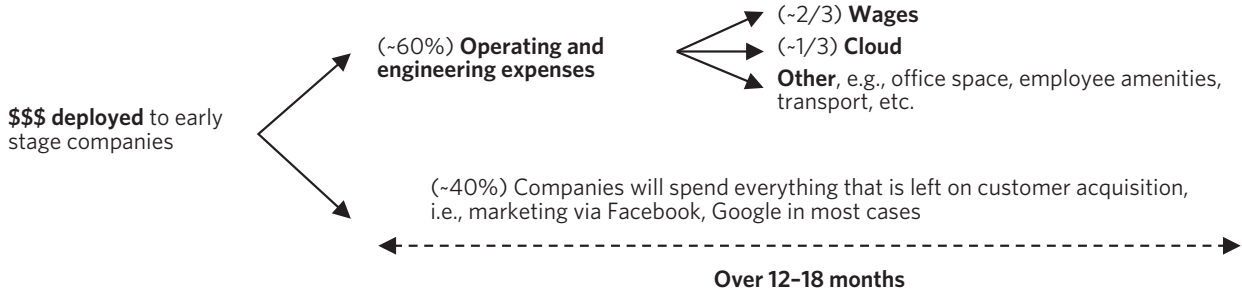 $$$ deployed to early
stage companies
(~60%) Operating and
engineering expenses
(~2/3) Wages
(~1/3) Cloud
Other, e.g., office space, employee amenities,
transport, etc.
(~40%) Companies will spend everything that is left on customer acquisition,
i.e., marketing via Facebook, Google in most cases
Over 12–18 months